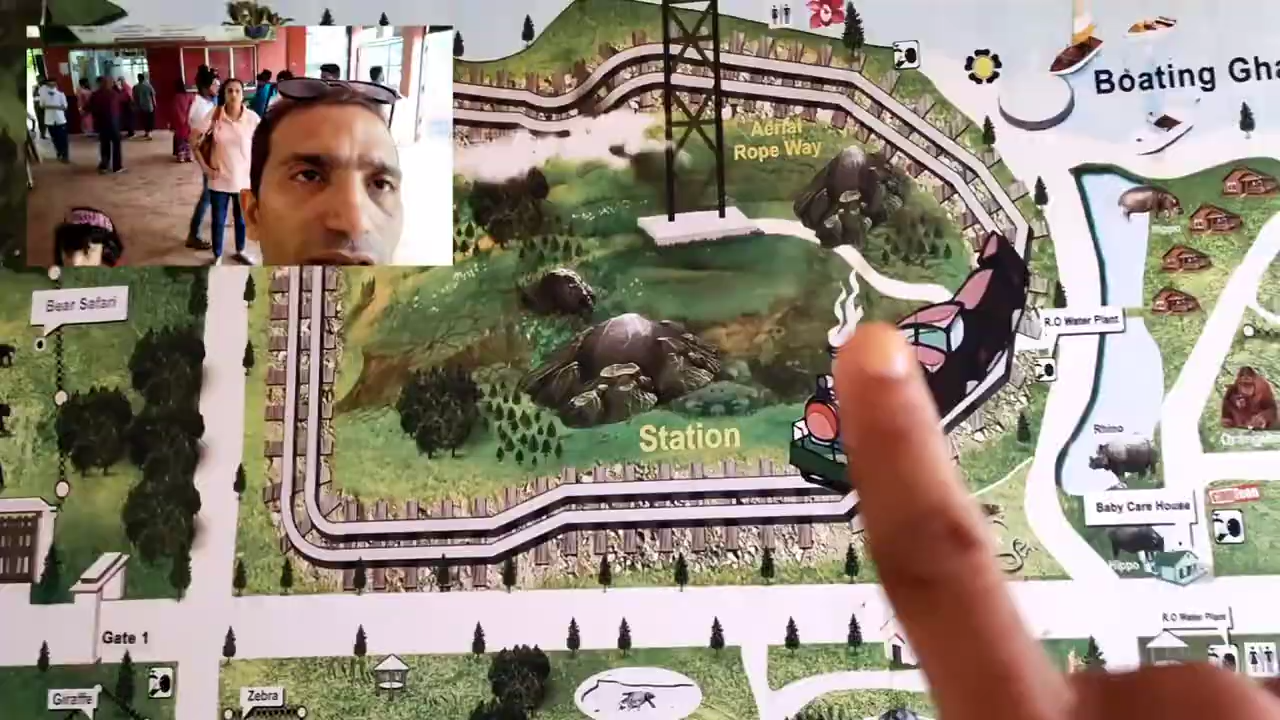 Aerial
Rope Way
Boating Gha
Bear Safari
R.O Water Plant
Station
Rhino
Baby Care House
Hippo
Gate 1
R.O Water Plant
Giraffe
Zebra